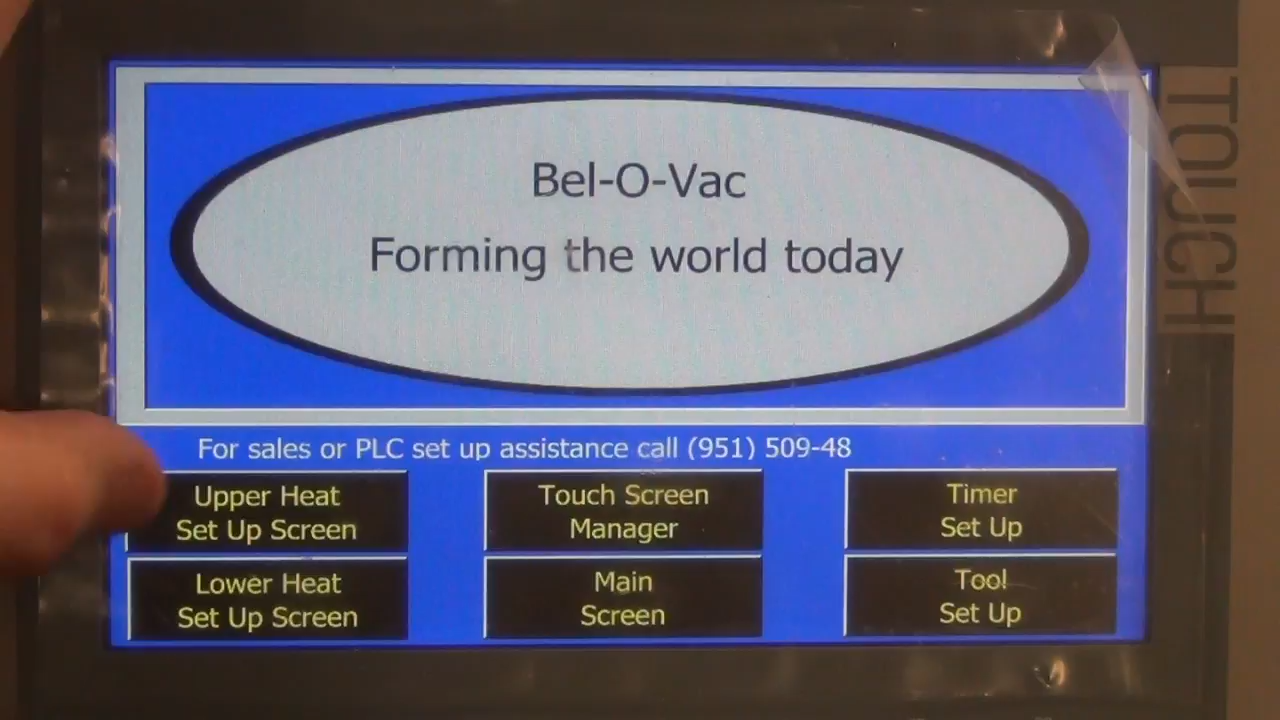 Bel-O-Vac
Forming the world today
For sales or PLC set up assistance call (951) 509-48
Upper Heat
Set Up Screen
Touch Screen
Manager
Timer
Set Up
Lower Heat
Set Up Screen
Main
Screen
Tool
Set Up
TOUCH